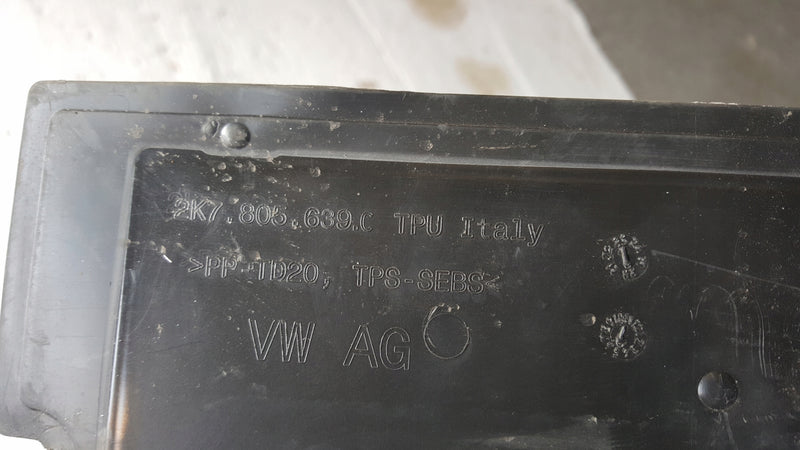 2K7.805.639.C TPU Italy
>PP-TD20, TPS-SEBS<
VW AG